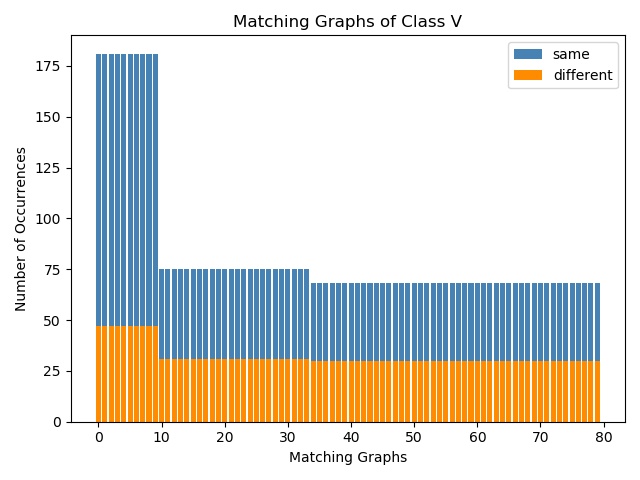 Matching Graphs of Class V
same
different
Number of Occurrences
175
150
125
100
75
50
25
0
0 10 20 30 40 50 60 70 80
Matching Graphs